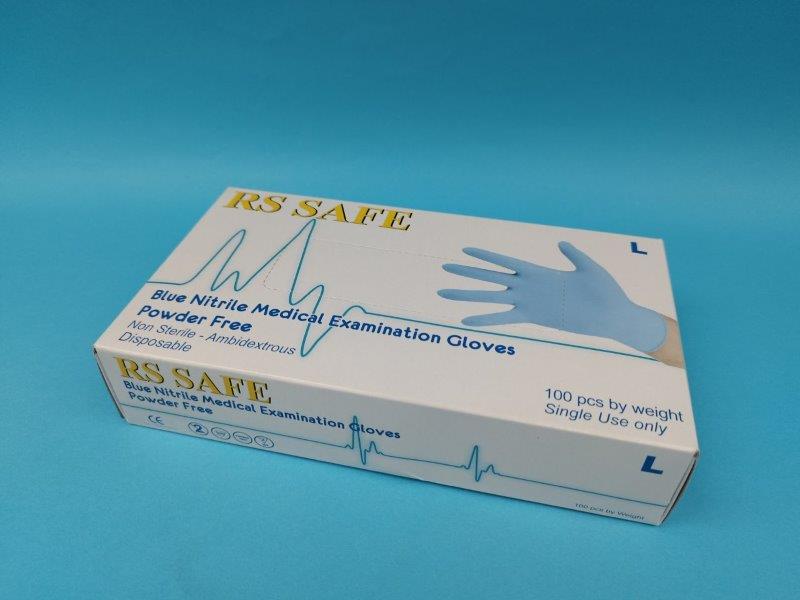 RS SAFE
L
Blue Nitrile Medical Examination Gloves
Powder Free
Non Sterile - Ambidextrous
Disposable
100 pcs by weight
Single Use only
RS SAFE
Blue Nitrile Medical Examination Gloves
Powder Free
CE
2
L
100 pcs by Weight